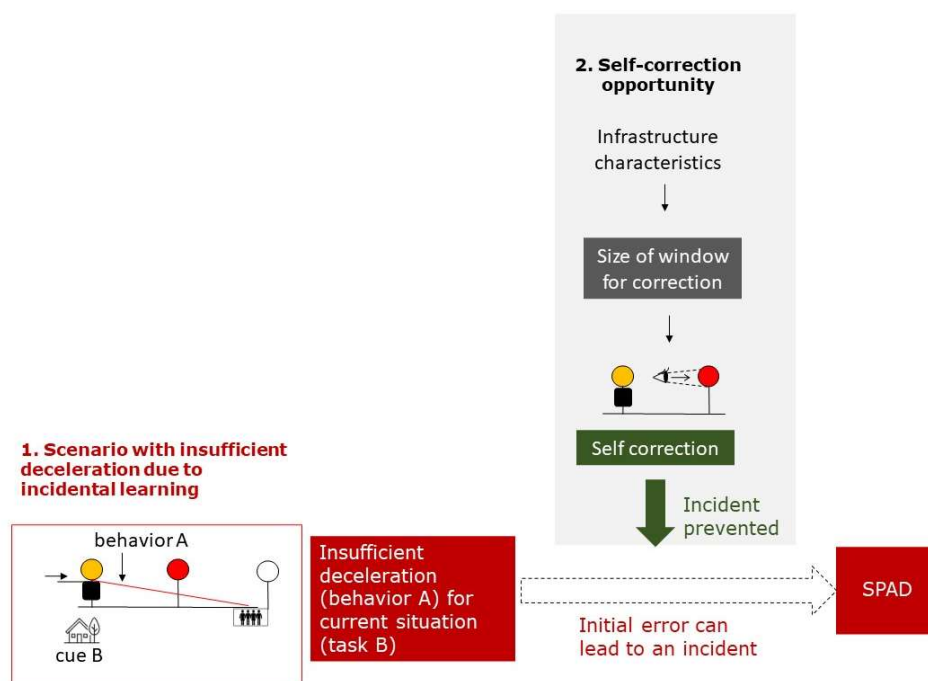 2. Self-correction
opportunity
Infrastructure
characteristics
Size of window
for correction
Self correction
Incident
prevented
1. Scenario with insufficient
deceleration due to
incidental learning
behavior A
cue B
Insufficient
deceleration
(behavior A) for
current situation
(task B)
Initial error can
lead to an incident
SPAD